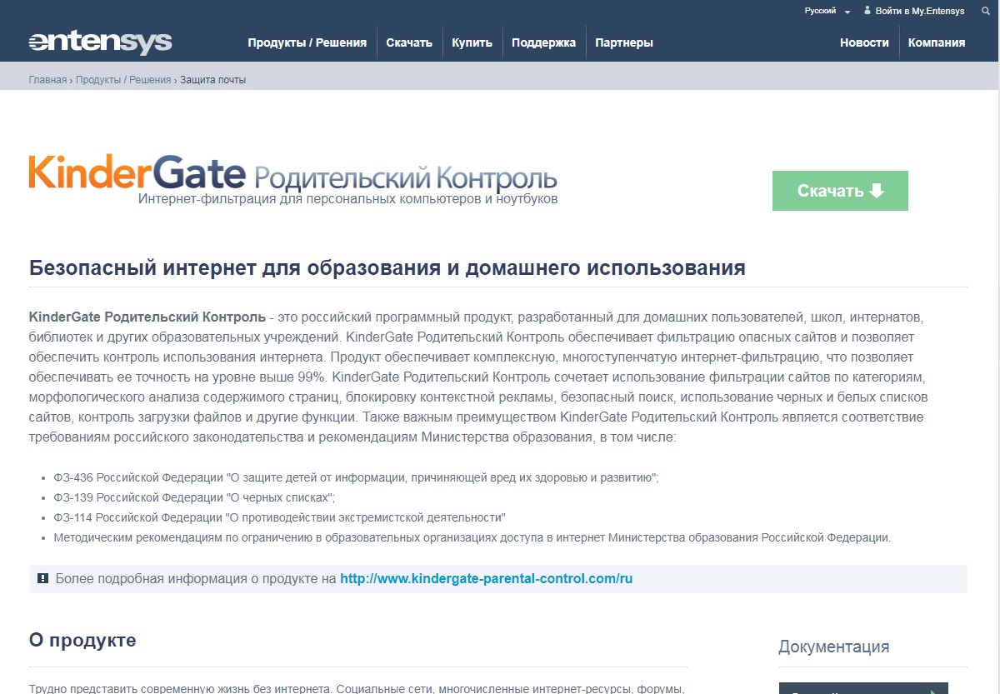 Русский
Войти в My.Entensys
entensys
Продукты / Решения
Скачать
Купить
Поддержка
Партнеры
Новости
Компания
Главная › Продукты / Решения › Защита почты
KinderGate Родительский Контроль
Интернет-фильтрация для персональных компьютеров и ноутбуков
Скачать
Безопасный интернет для образования и домашнего использования
KinderGate Родительский Контроль - это российский программный продукт, разработанный для домашних пользователей, школ, интернатов,
библиотек и других образовательных учреждений. KinderGate Родительский Контроль обеспечивает фильтрацию опасных сайтов и позволяет
обеспечить контроль использования интернета. Продукт обеспечивает комплексную, многоступенчатую интернет-фильтрацию, что позволяет
обеспечивать ее точность на уровне выше 99%. KinderGate Родительский Контроль сочетает использование фильтрации сайтов по категориям,
морфологического анализа содержимого страниц, блокировку контекстной рекламы, безопасный поиск, использование черных и белых списков
сайтов, контроль загрузки файлов и другие функции. Также важным преимуществом KinderGate Родительский Контроль является соответствие
требованиям российского законодательства и рекомендациям Министерства образования, в том числе:
• ФЗ-436 Российской Федерации "О защите детей от информации, причиняющей вред их здоровью и развитию";
• ФЗ-139 Российской Федерации "О черных списках";
• ФЗ-114 Российской Федерации "О противодействии экстремистской деятельности"
• Методическим рекомендациям по ограничению в образовательных организациях доступа в интернет Министерства образования Российской Федерации.
Более подробная информация о продукте на http://www.kindergate-parental-control.com/ru
О продукте
Документация
Трудно представить современную жизнь без интернета. Социальные сети, многочисленные интернет-ресурсы, форумы,